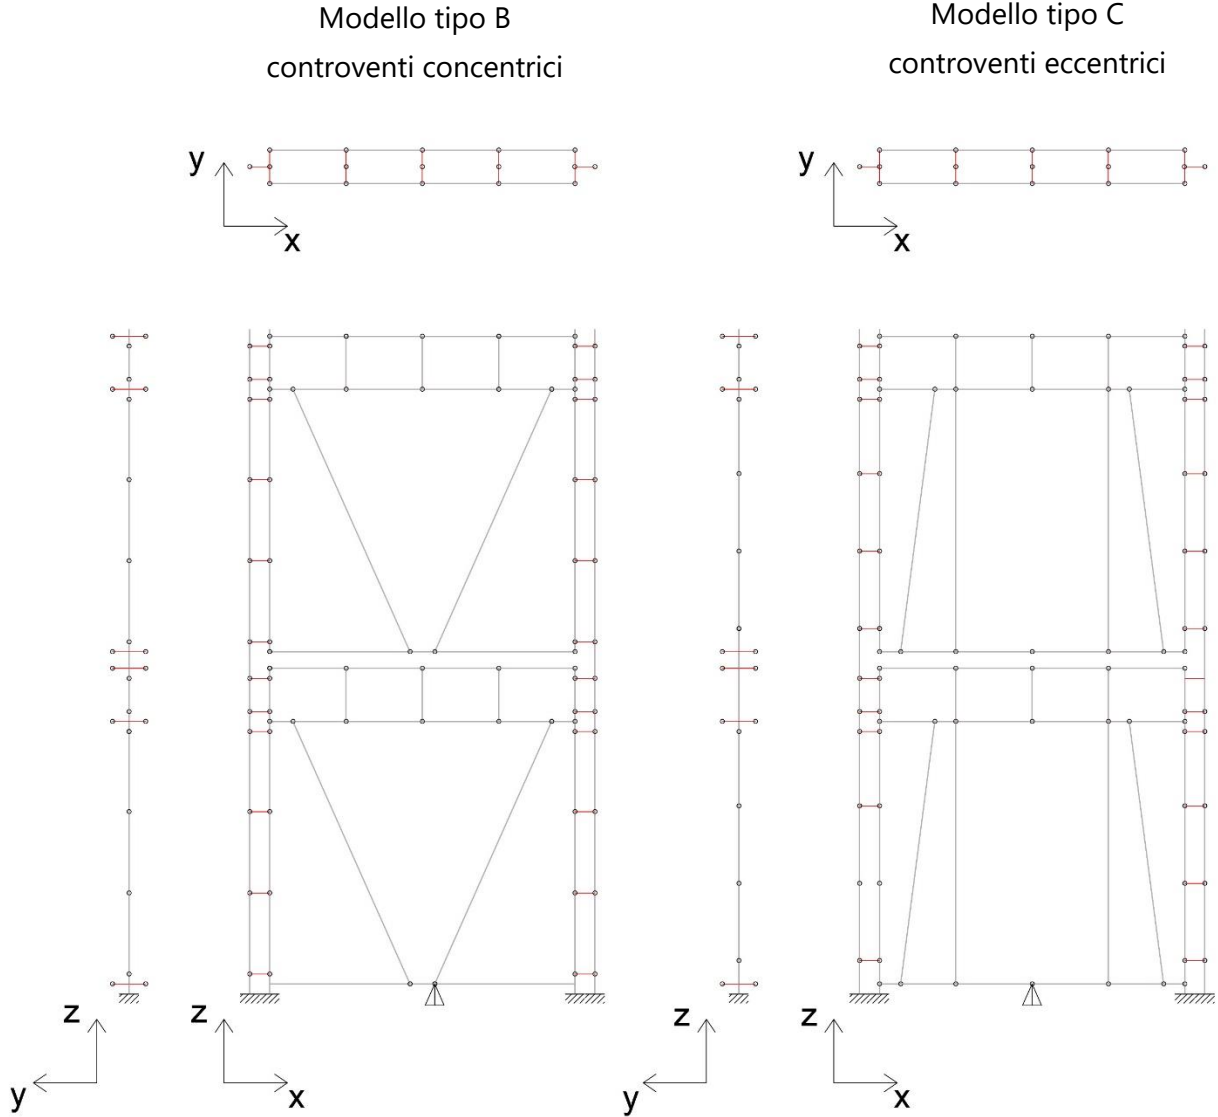 Modello tipo B
controventi concentrici
Modello tipo C
controventi eccentrici
y
x
y
x
z
y
z
x
z
y
z
x